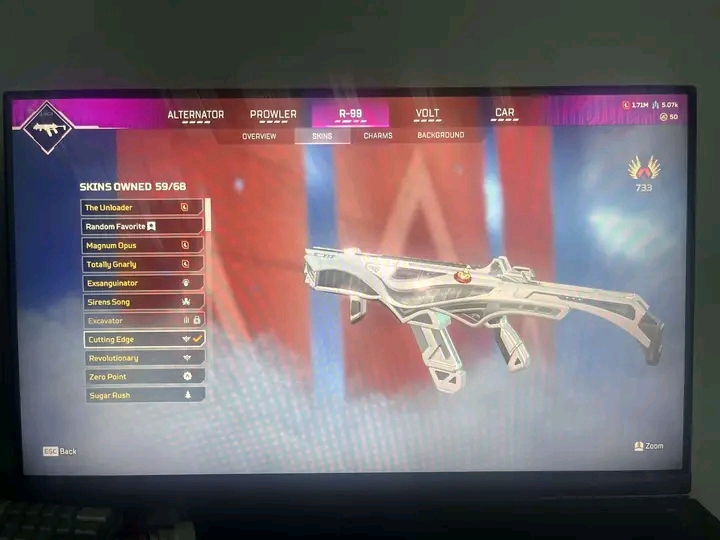 ALTERNATOR PROWLER R-99 VOLT CAR
1.71M 5.07k
50
OVERVIEW SKINS CHARMS BACKGROUND
733
SKINS OWNED 59/68
The Unloader
Random Favorite
Magnum Opus
Totally Gnarly
Exsanguinator
Sirens Song
Excavator
Cutting Edge
Revolutionary
Zero Point
Sugar Rush
ESC Back
Zoom